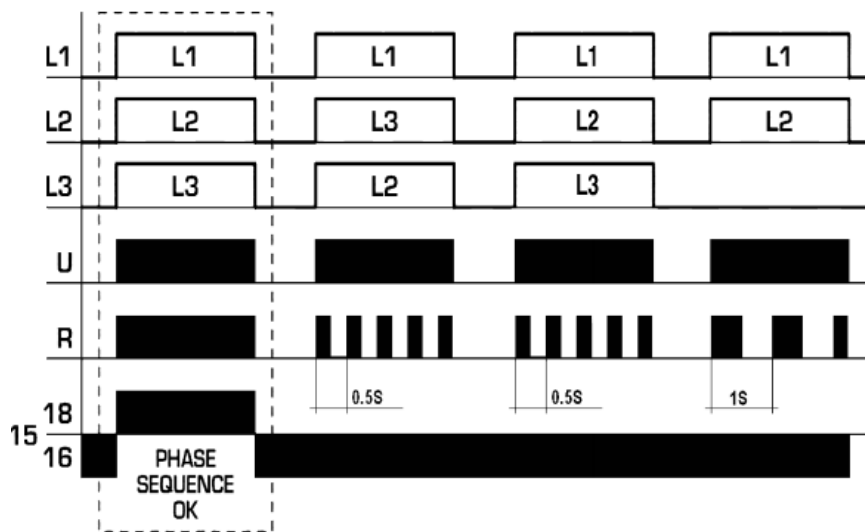 L1 L1 L1 L1 L1
L2 L2 L3 L2 L2
L3 L3 L2 L3
U
R
0.5S 0.5S 1S
18
15
16
PHASE
SEQUENCE
OK